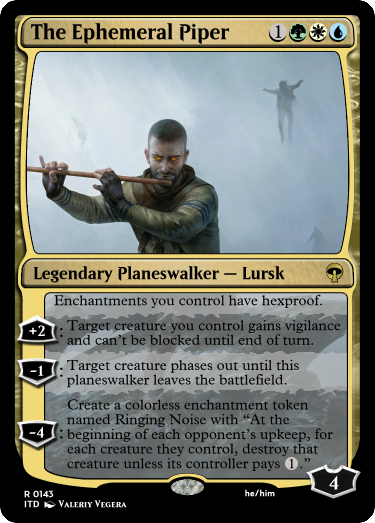 The Ephemeral Piper 1
Legendary Planeswalker — Lursk
Enchantments you control have hexproof.
+2: Target creature you control gains vigilance
and can't be blocked until end of turn.
-1: Target creature phases out until this
planeswalker leaves the battlefield.
Create a colorless enchantment token
named Ringing Noise with “At the
-4: beginning of each opponent's upkeep, for
each creature they control, destroy that
creature unless its controller pays 1.”
4
R 0143
he/him
ITD Valeriy Vegera